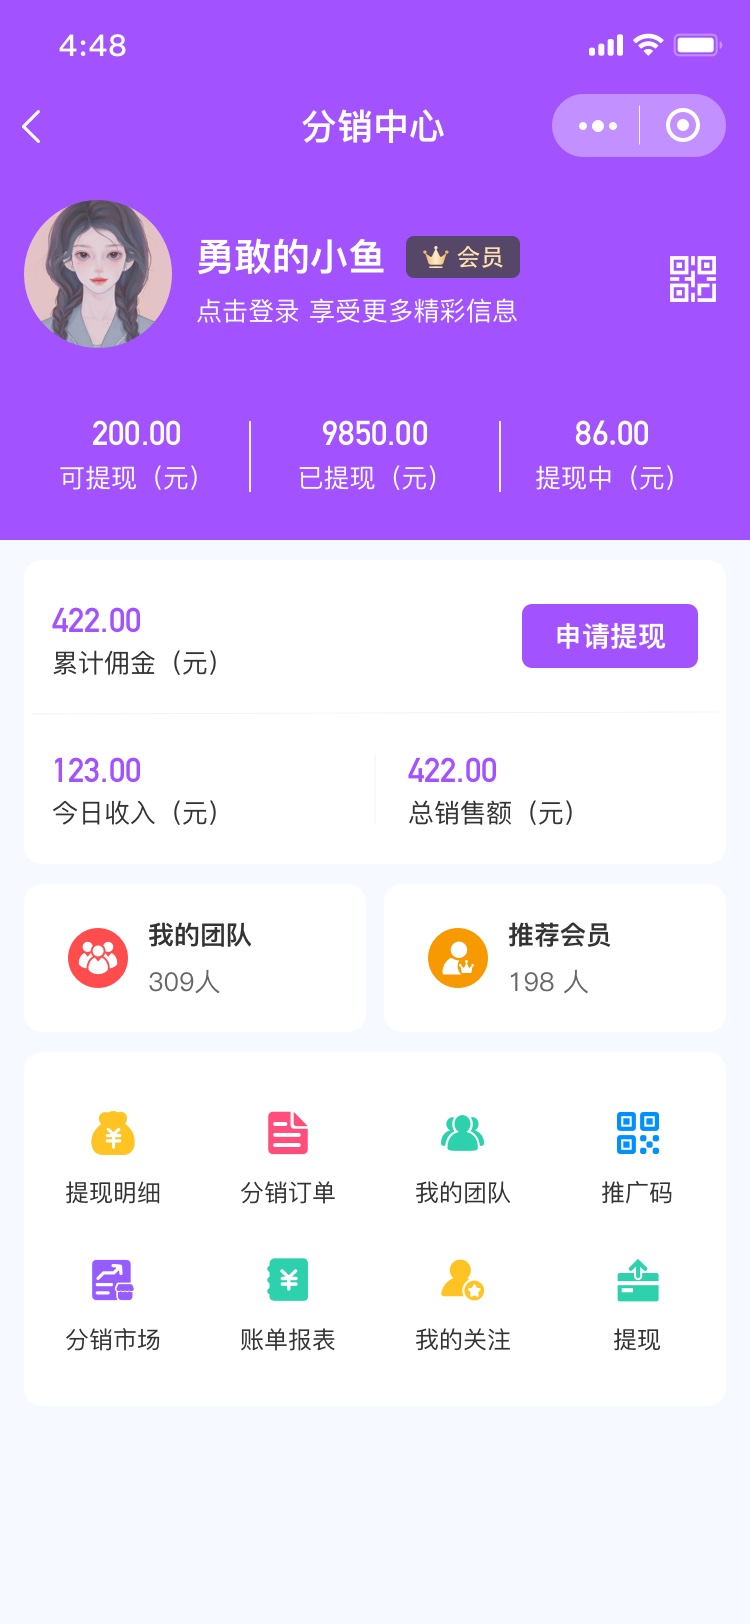 4:48
分销中心
勇敢的小鱼 会员
点击登录 享受更多精彩信息
200.00 9850.00 86.00
可提现（元） 已提现（元） 提现中（元）
422.00
累计佣金（元）
申请提现
123.00 422.00
今日收入（元） 总销售额（元）
我的团队 推荐会员
309人 198 人
提现明细 分销订单 我的团队 推广码
分销市场 账单报表 我的关注 提现